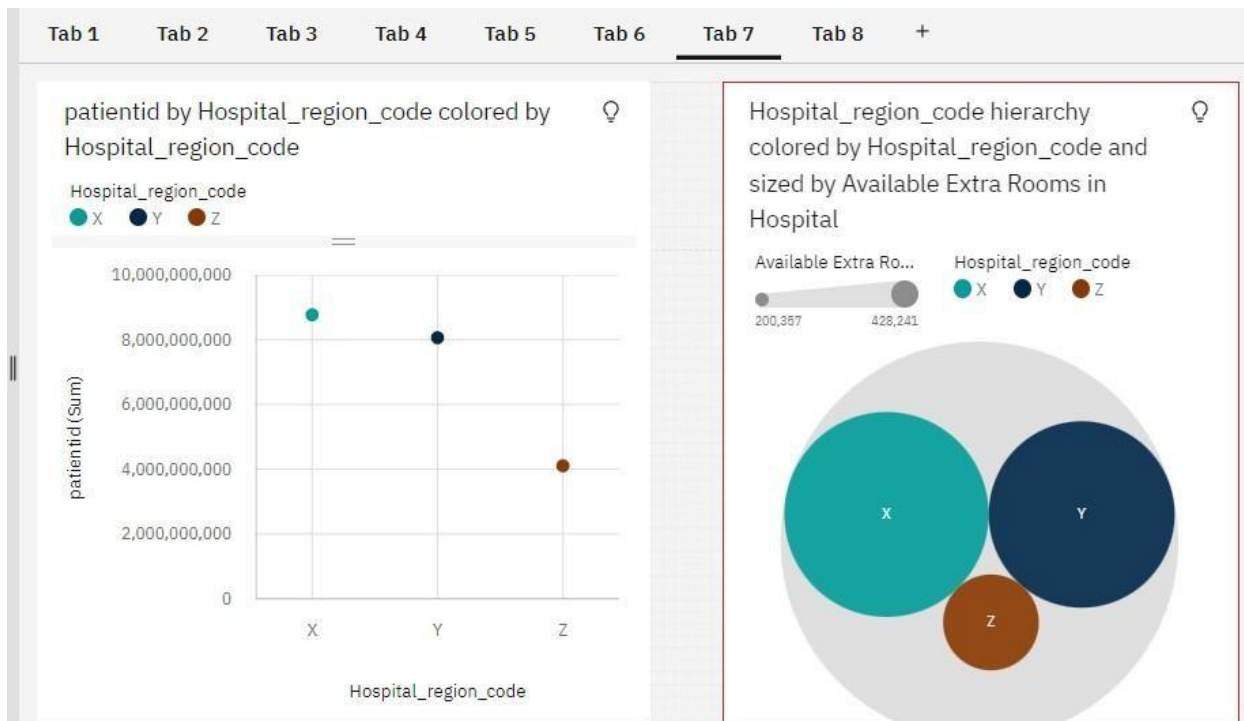 Tab 1 Tab 2 Tab 3 Tab 4 Tab 5 Tab 6 Tab 7 Tab 8 +
patientid by Hospital_region_code colored by
Hospital_region_code
Hospital_region_code
X Y Z
10,000,000,000
8,000,000,000
6,000,000,000
4,000,000,000
2,000,000,000
0
patientid (Sum)
X Y Z
Hospital_region_code
Hospital_region_code hierarchy
colored by Hospital_region_code and
sized by Available Extra Rooms in
Hospital
Available Extra Ro...
200,357 428,241
Hospital_region_code
X Y Z
X
Y
Z